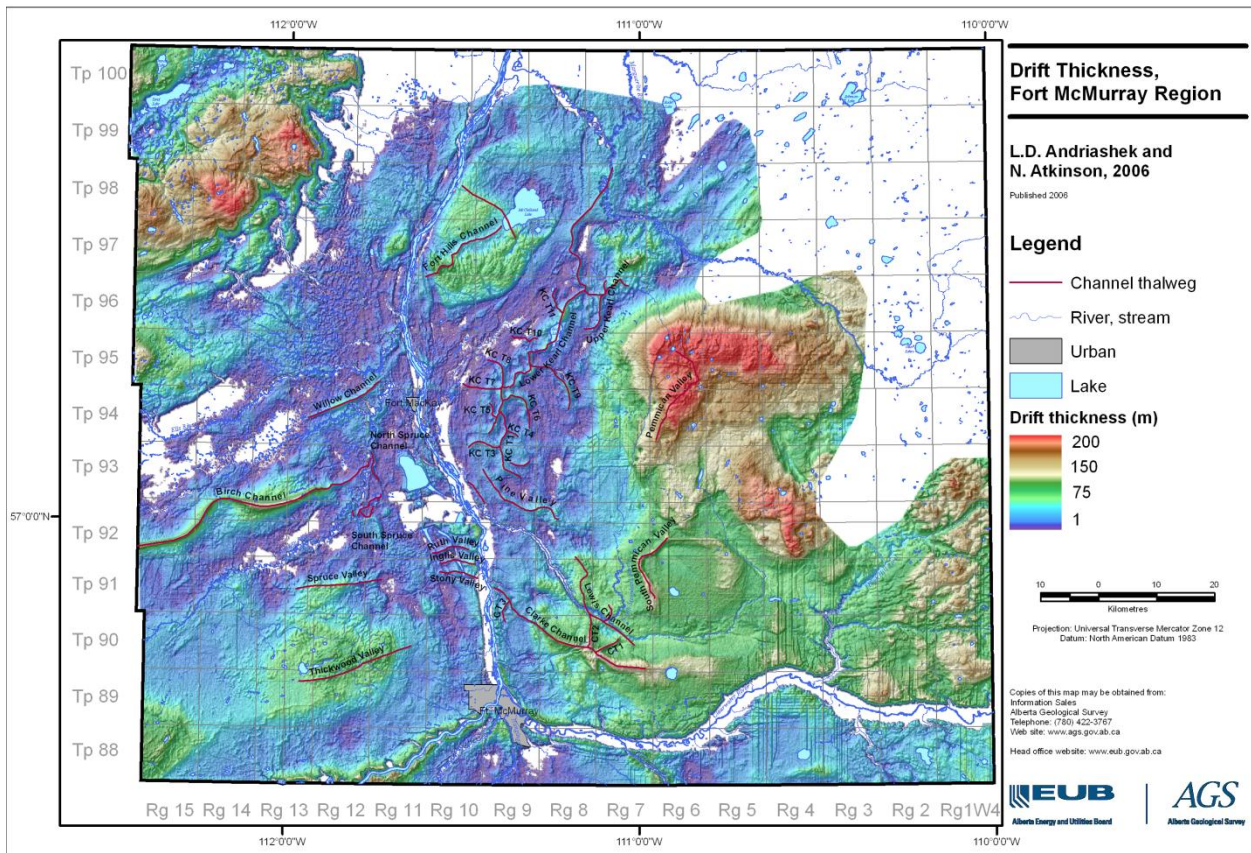 112°0'0"W
111°0'0"W
110°0'0"W
Tp 100
Tp 99
Tp 98
Tp 97
Tp 96
Tp 95
Tp 94
Tp 93
57°0'0"N
Tp 92
Tp 91
Tp 90
Tp 89
Tp 88
Rg 15
Rg 14
Rg 13
Rg 12
Rg 11
Rg 10
Rg 9
Rg 8
Rg 7
Rg 6
Rg 5
Rg 4
Rg 3
Rg 2
Rg1W4
112°0'0"W
111°0'0"W
110°0'0"W
Fort Hills Channel
Upper Kearl Channel
Lower Kearl Channel
KC T11
KC T10
KC T9
KC T7
KC T8
KC T6
KC T5
KC T4
KC T3
KC T1
Willow Channel
Fort MacKay
North Spruce
Channel
Birch Channel
South Spruce
Channel
Pine Valley
Pemmican Valley
South Pemmican Valley
Ruth Valley
Inglis Valley
Stony Valley
Spruce Valley
Thickwood Valley
Lewis Channel
Clarke Channel
CT3
CT2
CT1
Ft. McMurray
Drift Thickness,
Fort McMurray Region
L.D. Andriashek and
N. Atkinson, 2006
Published 2006
Legend
Channel thalweg
River, stream
Urban
Lake
Drift thickness (m)
200
150
75
1
10 0 10 20
Kilometres
Projection: Universal Transverse Mercator Zone 12
Datum: North American Datum 1983
Copies of this map may be obtained from:
Information Sales
Alberta Geological Survey
Telephone: (780) 422-3767
Web site: www.ags.gov.ab.ca
Head office website: www.eub.gov.ab.ca
EUB
Alberta Energy and Utilities Board
AGS
Alberta Geological Survey